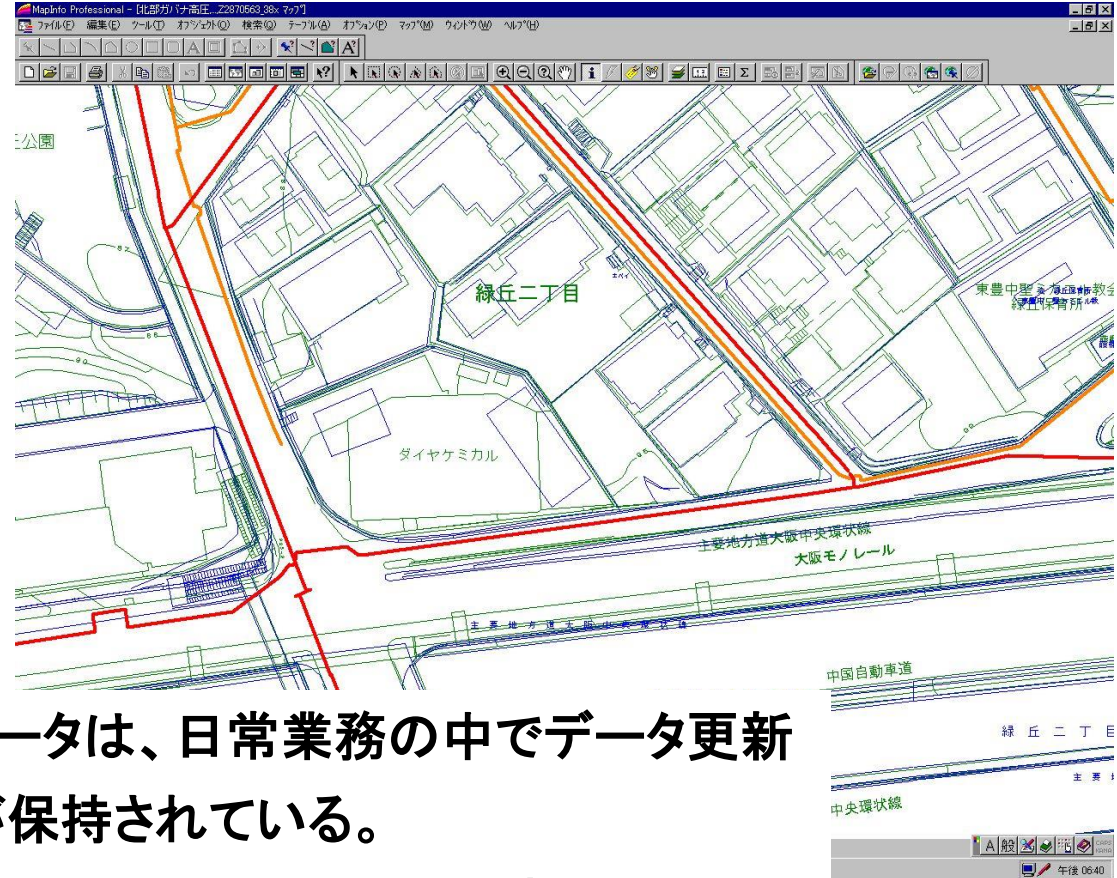 MapInfo Professional - [北部ガバナ高圧,...,Z2870563_38x マップ]
ファイル(F) 編集(E) ツール(T) オブジェクト(O) 検索(Q) テーブル(A) オプション(P) マップ(M) ウィンドウ(W) ヘルプ(H)
丘公園
緑丘二丁目
ダイヤケミカル
緑丘保育所
主要地方道大阪中央環状線
大阪モノレール
主要地方道大阪中央環状線
中国自動車道
緑丘二丁目
主要
中央環状線
ータは、日常業務の中でデータ更新
が保持されている。
A 般
CAPS
KANA
午後 06:40